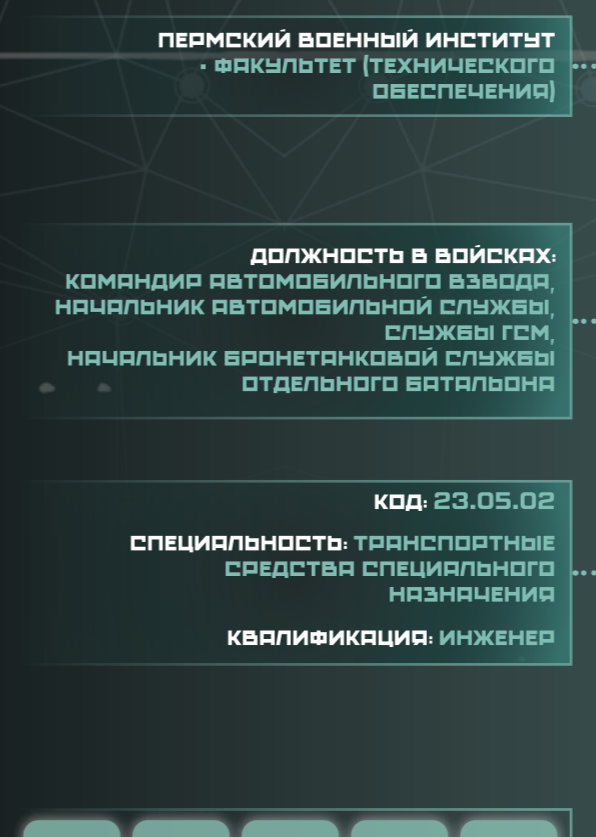 ПЕРМСКИЙ ВОЕННЫЙ ИНСТИТУТ
• ФАКУЛЬТЕТ (ТЕХНИЧЕСКОГО
ОБЕСПЕЧЕНИЯ)
ДОЛЖНОСТЬ В ВОЙСКАХ:
КОМАНДИР АВТОМОБИЛЬНОГО ВЗВОДА,
НАЧАЛЬНИК АВТОМОБИЛЬНОЙ СЛУЖБЫ,
СЛУЖБЫ ГСМ,
НАЧАЛЬНИК БРОНЕТАНКОВОЙ СЛУЖБЫ
ОТДЕЛЬНОГО БАТАЛЬОНА
КОД: 23.05.02
СПЕЦИАЛЬНОСТЬ: ТРАНСПОРТНЫЕ
СРЕДСТВА СПЕЦИАЛЬНОГО
НАЗНАЧЕНИЯ
КВАЛИФИКАЦИЯ: ИНЖЕНЕР